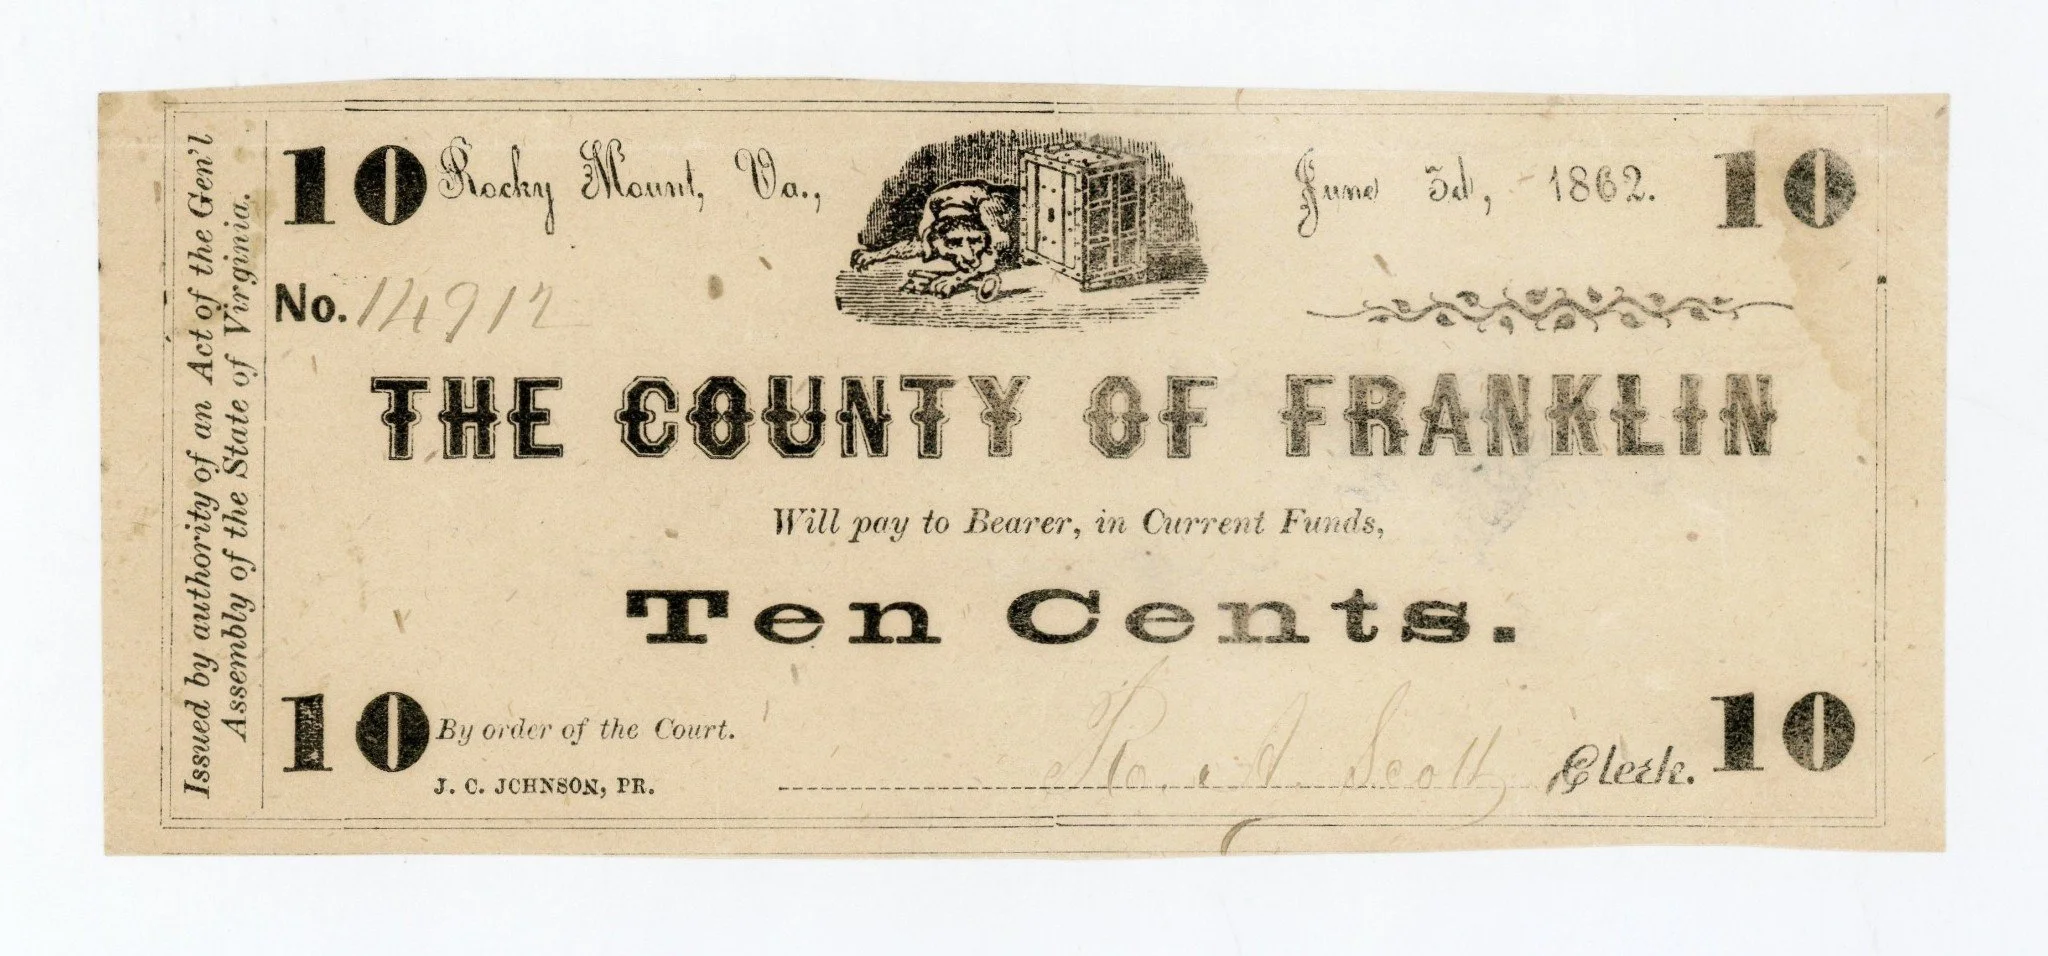 10 Rocky Mount, Va., June 3d, 1862. 10
No. 14912
THE COUNTY OF FRANKLIN
Will pay to Bearer, in Current Funds,
Ten Cents.
10 By order of the Court.
Scott Clerk. 10
J. C. JOHNSON, PR.
Issued by authority of an Act of the Gen'l
Assembly of the State of Virginia.